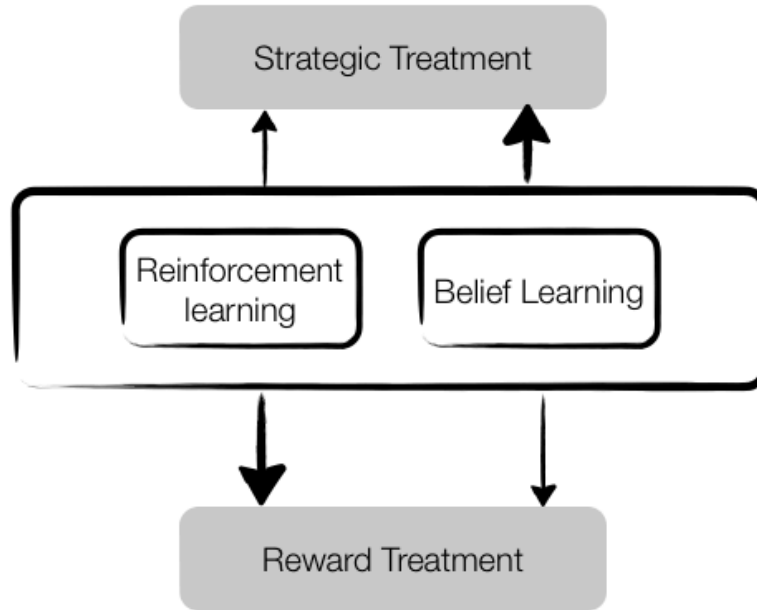 Strategic Treatment
Reinforcement
learning
Belief Learning
Reward Treatment